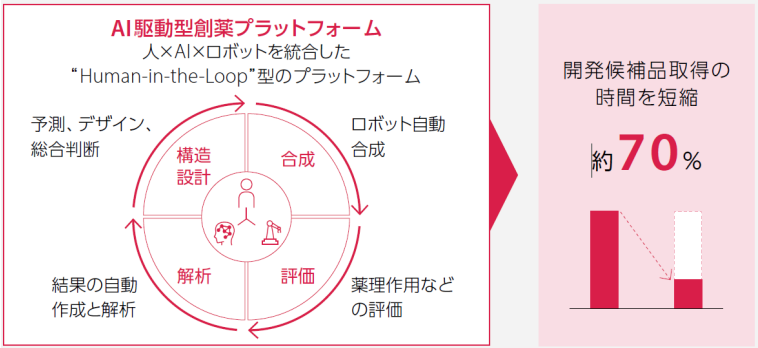 AI駆動型創薬プラットフォーム
人×AI×ロボットを統合した
“Human-in-the-Loop”型のプラットフォーム
予測、デザイン、
総合判断
構造
設計
合成
ロボット自動
合成
解析
評価
結果の自動
作成と解析
薬理作用など
の評価
開発候補品取得の
時間を短縮
約70%